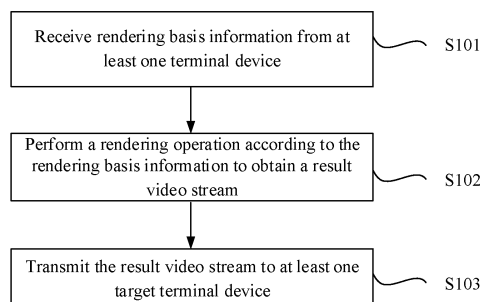 Receive rendering basis information from at
least one terminal device
S101
Perform a rendering operation according to the
rendering basis information to obtain a result
video stream
S102
Transmit the result video stream to at least one
target terminal device
S103